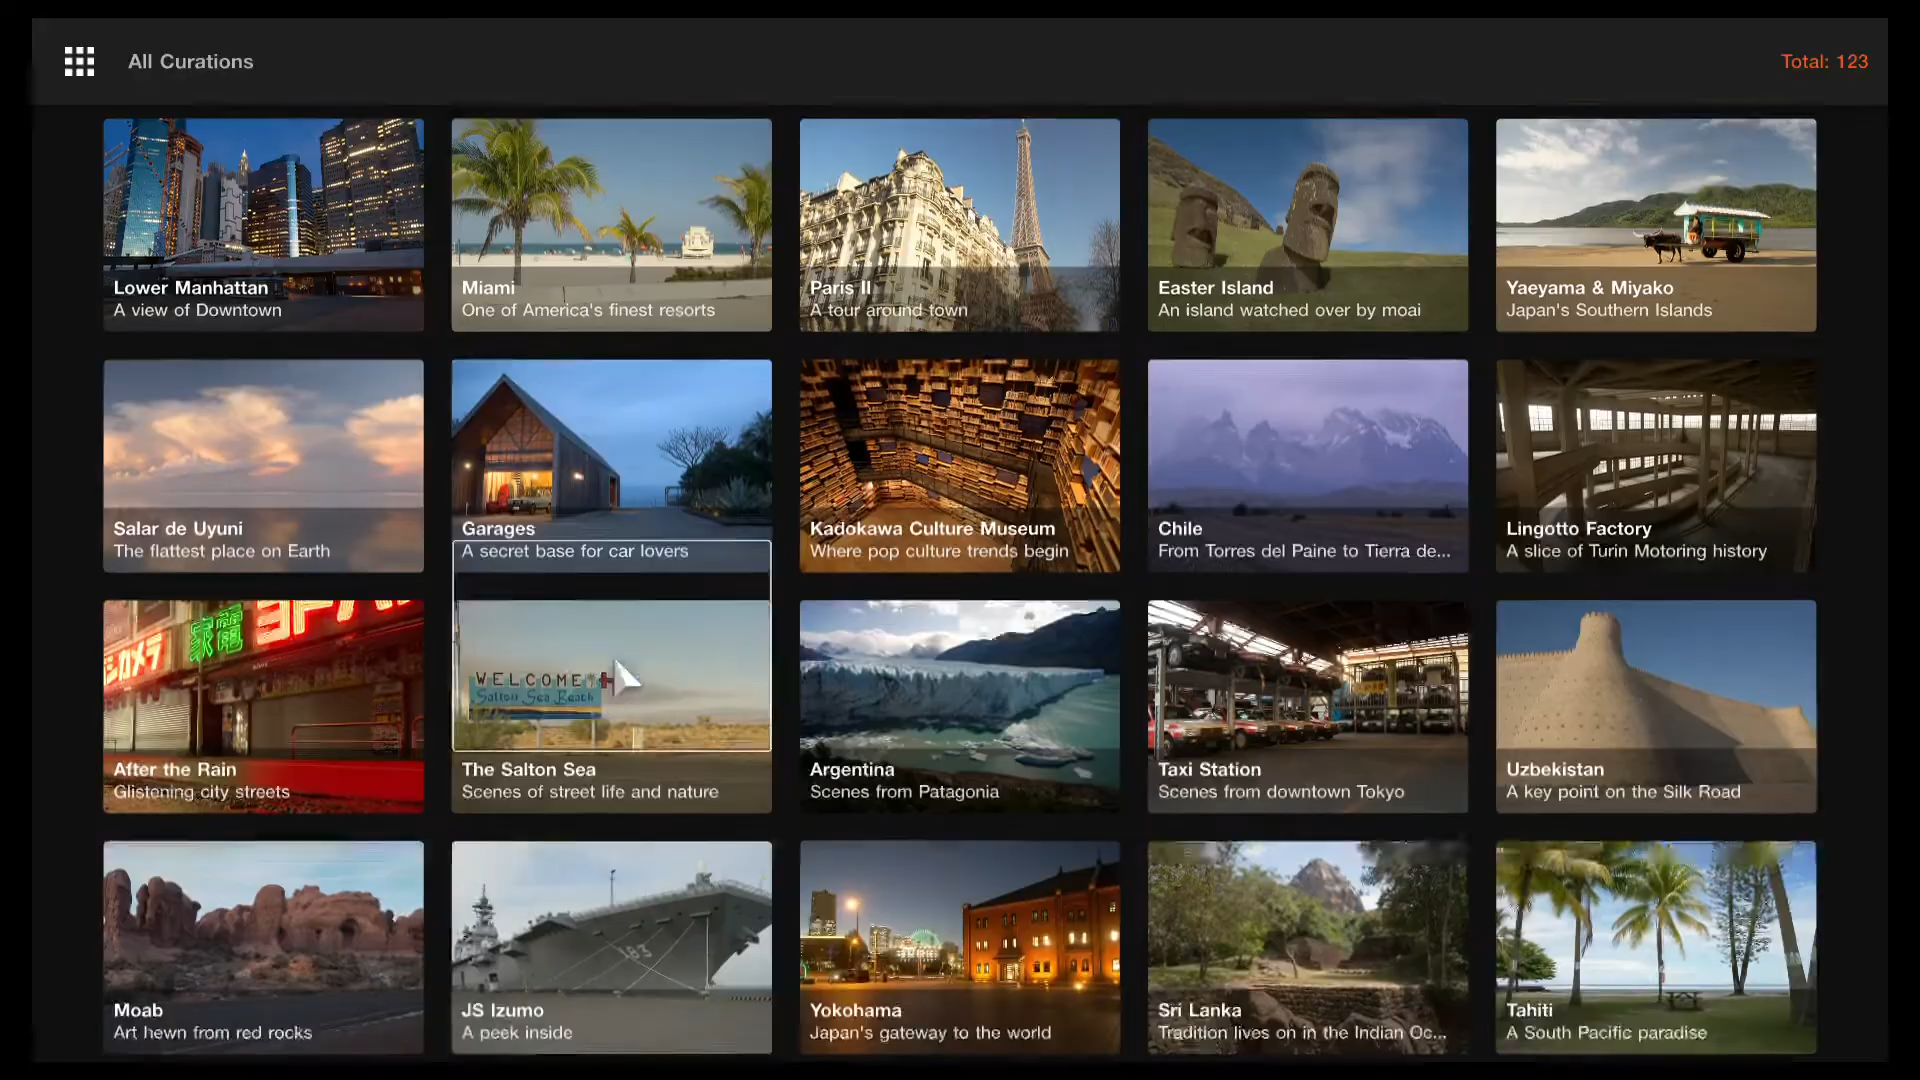 All Curations
Total: 123
Lower Manhattan
A view of Downtown
Miami
One of America's finest resorts
Paris II
A tour around town
Easter Island
An island watched over by moai
Yaeyama & Miyako
Japan's Southern Islands
Salar de Uyuni
The flattest place on Earth
Garages
A secret base for car lovers
Kadokawa Culture Museum
Where pop culture trends begin
Chile
From Torres del Paine to Tierra de...
Lingotto Factory
A slice of Turin Motoring history
カメラ
家電
After the Rain
Glistening city streets
WELCOME
Salton Sea Beach
The Salton Sea
Scenes of street life and nature
Argentina
Scenes from Patagonia
Taxi Station
Scenes from downtown Tokyo
Uzbekistan
A key point on the Silk Road
Moab
Art hewn from red rocks
183
JS Izumo
A peek inside
Yokohama
Japan's gateway to the world
Sri Lanka
Tradition lives on in the Indian Oc...
Tahiti
A South Pacific paradise